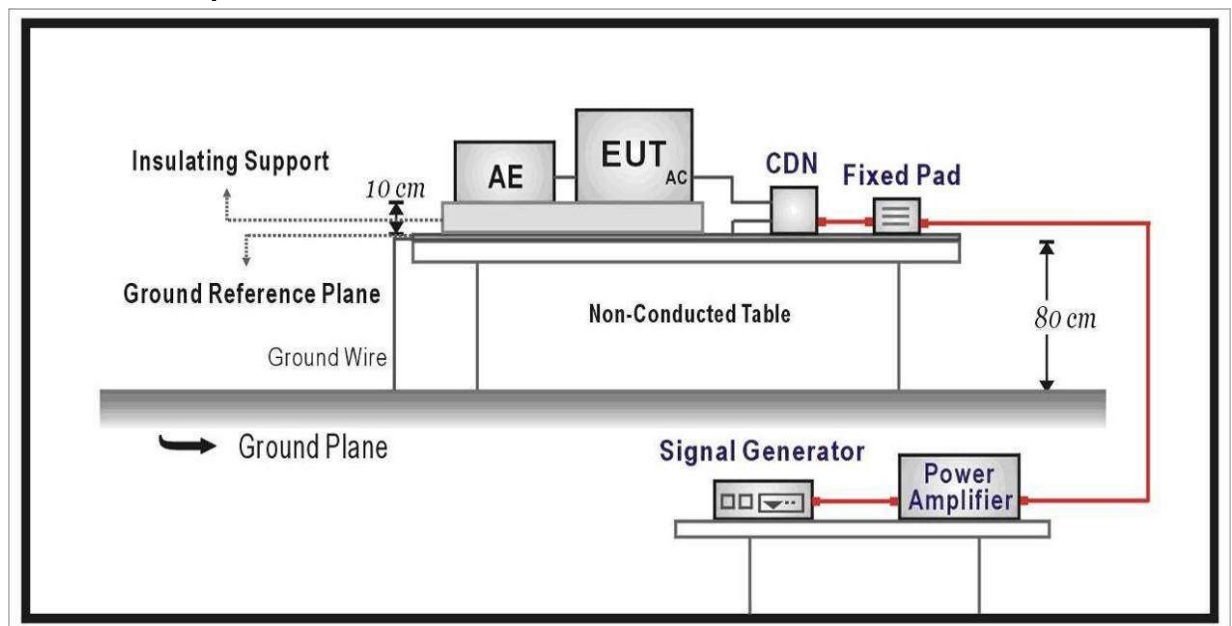 Insulating Support
10 cm
AE
EUT
AC
CDN
Fixed Pad
Ground Reference Plane
Non-Conducted Table
80 cm
Ground Wire
Ground Plane
Signal Generator
Power
Amplifier